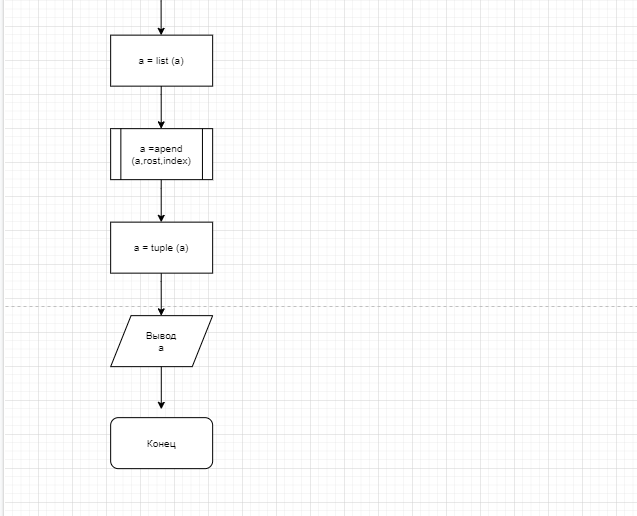 a = list (a)
a =apend
(a,rost,index)
a = tuple (a)
Вывод
a
Конец